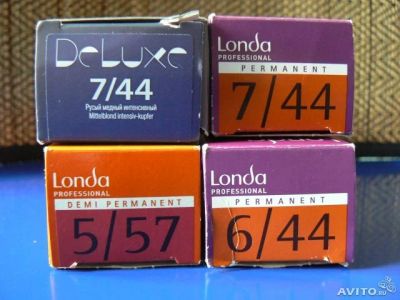 DeLuxe
7/44
Русый медный интенсивный
Mittelblond intensiv-kupfer
Londa
PROFESSIONAL
PERMANENT
7/44
Londa
PROFESSIONAL
DEMI PERMANENT
5/57
Londa
PROFESSIONAL
PERMANENT
6/44
AVITO.ru